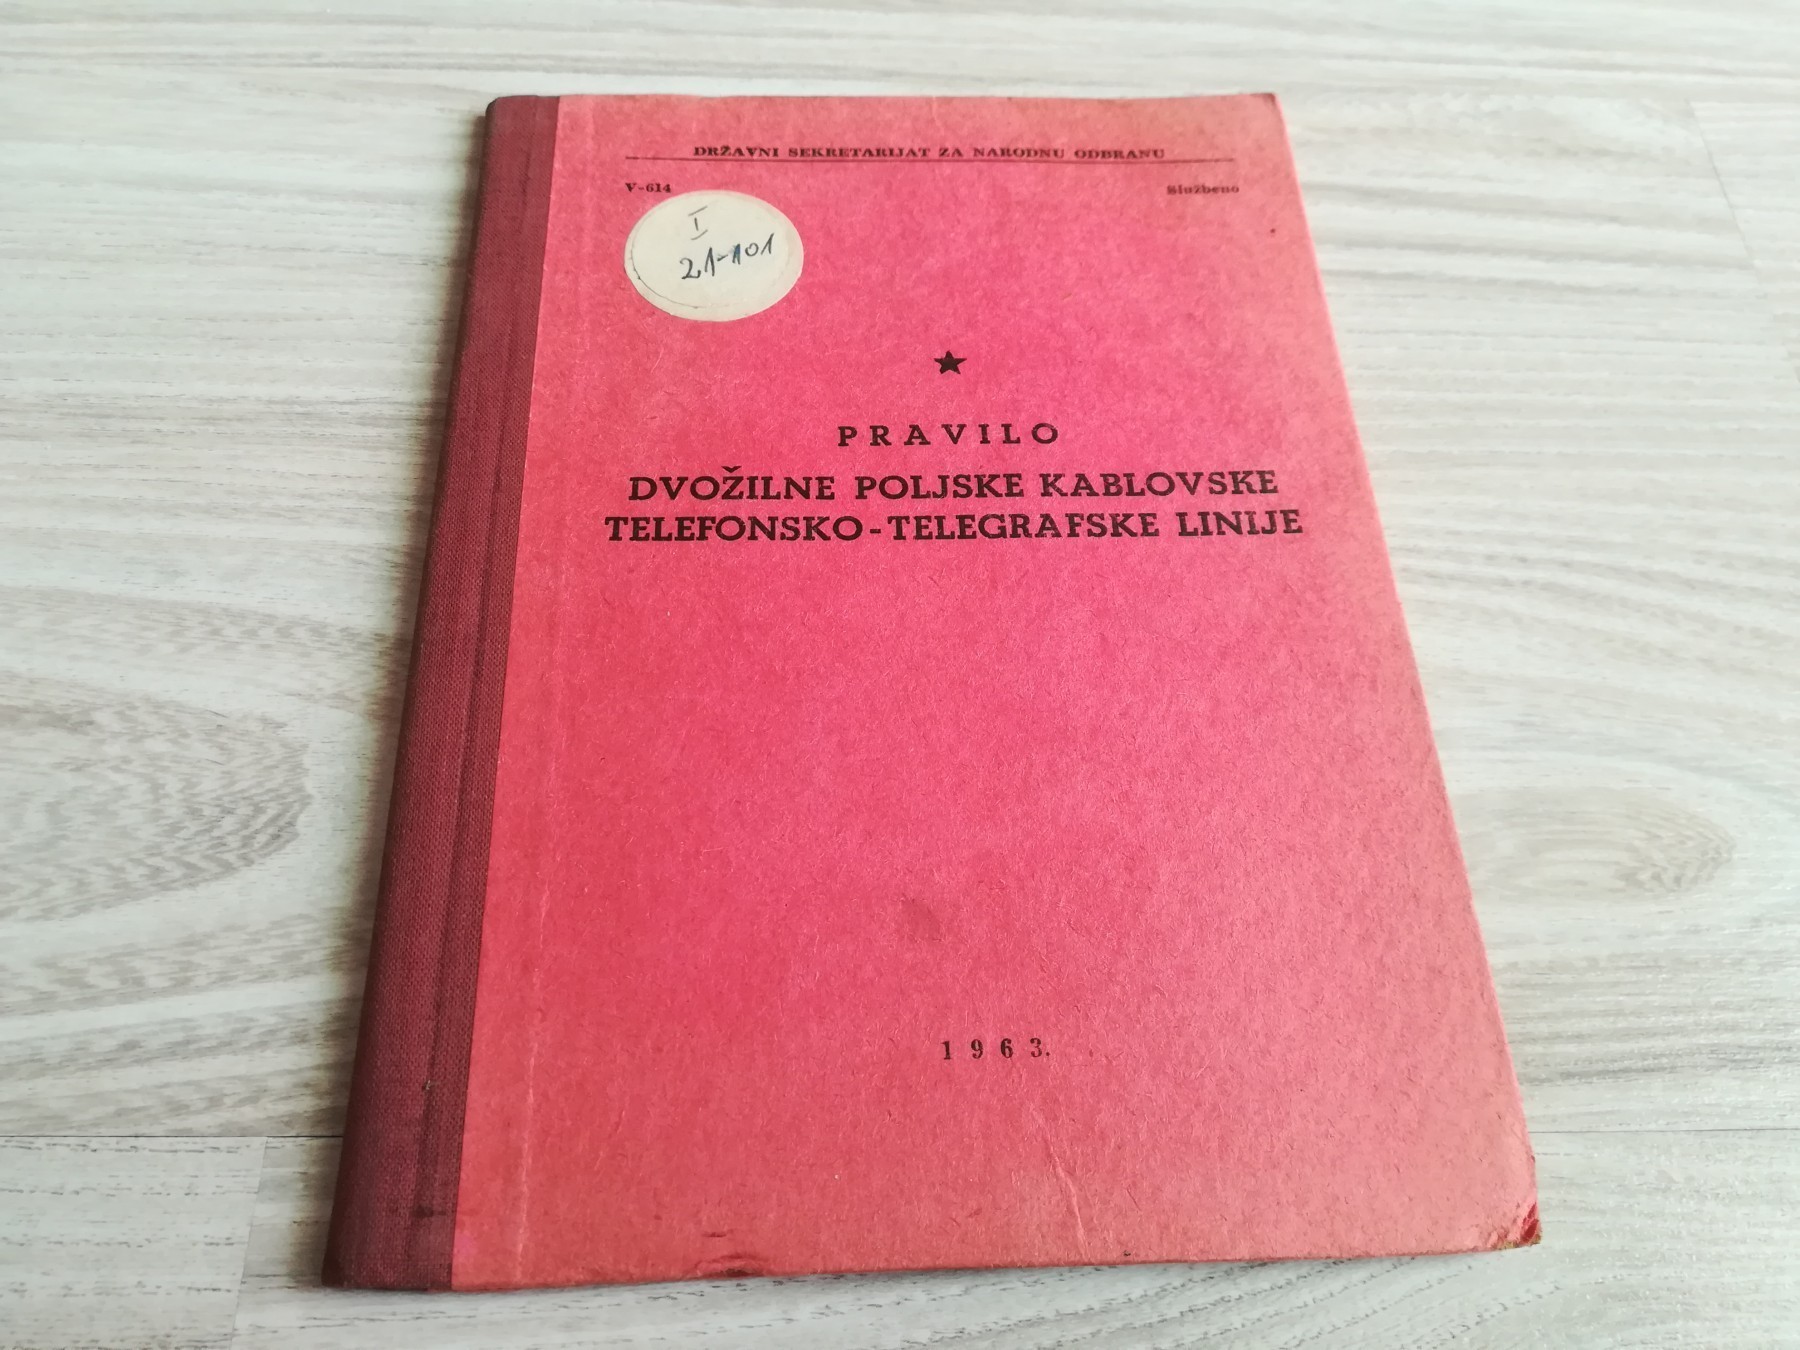 DRŽAVNI SEKRETARIJAT ZA NARODNU ODBRANU
V-614 Službeno
I
21-101
PRAVILO
DVOŽILNE POLJSKE KABLOVSKE
TELEFONSKO-TELEGRAFSKE LINIJE
1963.